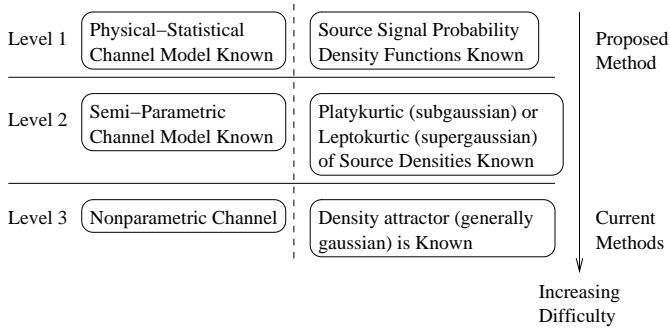 Level 1
Physical–Statistical
Channel Model Known
Source Signal Probability
Density Functions Known
Proposed
Method
Level 2
Semi–Parametric
Channel Model Known
Platykurtic (subgaussian) or
Leptokurtic (supergaussian)
of Source Densities Known
Level 3
Nonparametric Channel
Density attractor (generally
gaussian) is Known
Current
Methods
Increasing
Difficulty